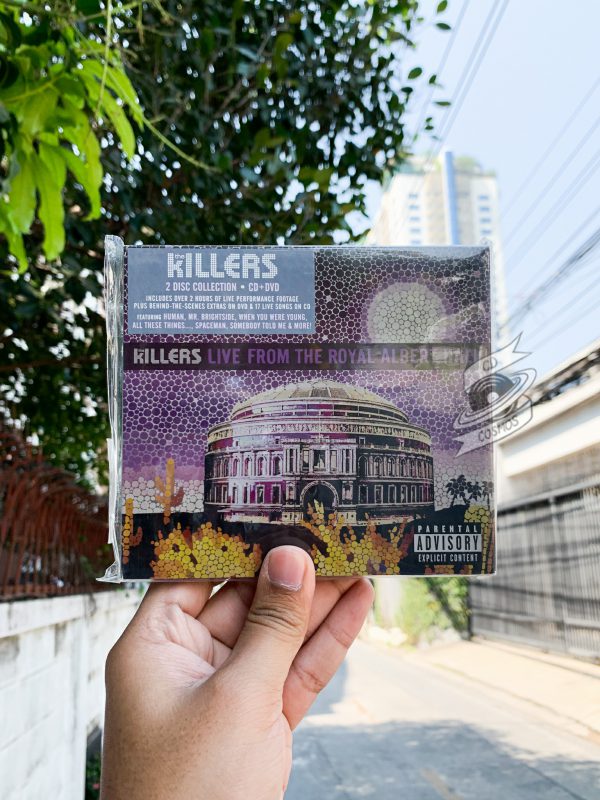 the
KILLERS
2 DISC COLLECTION • CD+DVD
INCLUDES OVER 2 HOURS OF LIVE PERFORMANCE FOOTAGE
PLUS BEHIND-THE-SCENES EXTRAS ON DVD & 17 LIVE SONGS ON CD
FEATURING HUMAN, MR. BRIGHTSIDE, WHEN YOU WERE YOUNG,
ALL THESE THINGS..., SPACEMAN, SOMEBODY TOLD ME & MORE!
the KILLERS LIVE FROM THE ROYAL ALBERT HALL
CD
COSMOS
PARENTAL
ADVISORY
EXPLICIT CONTENT